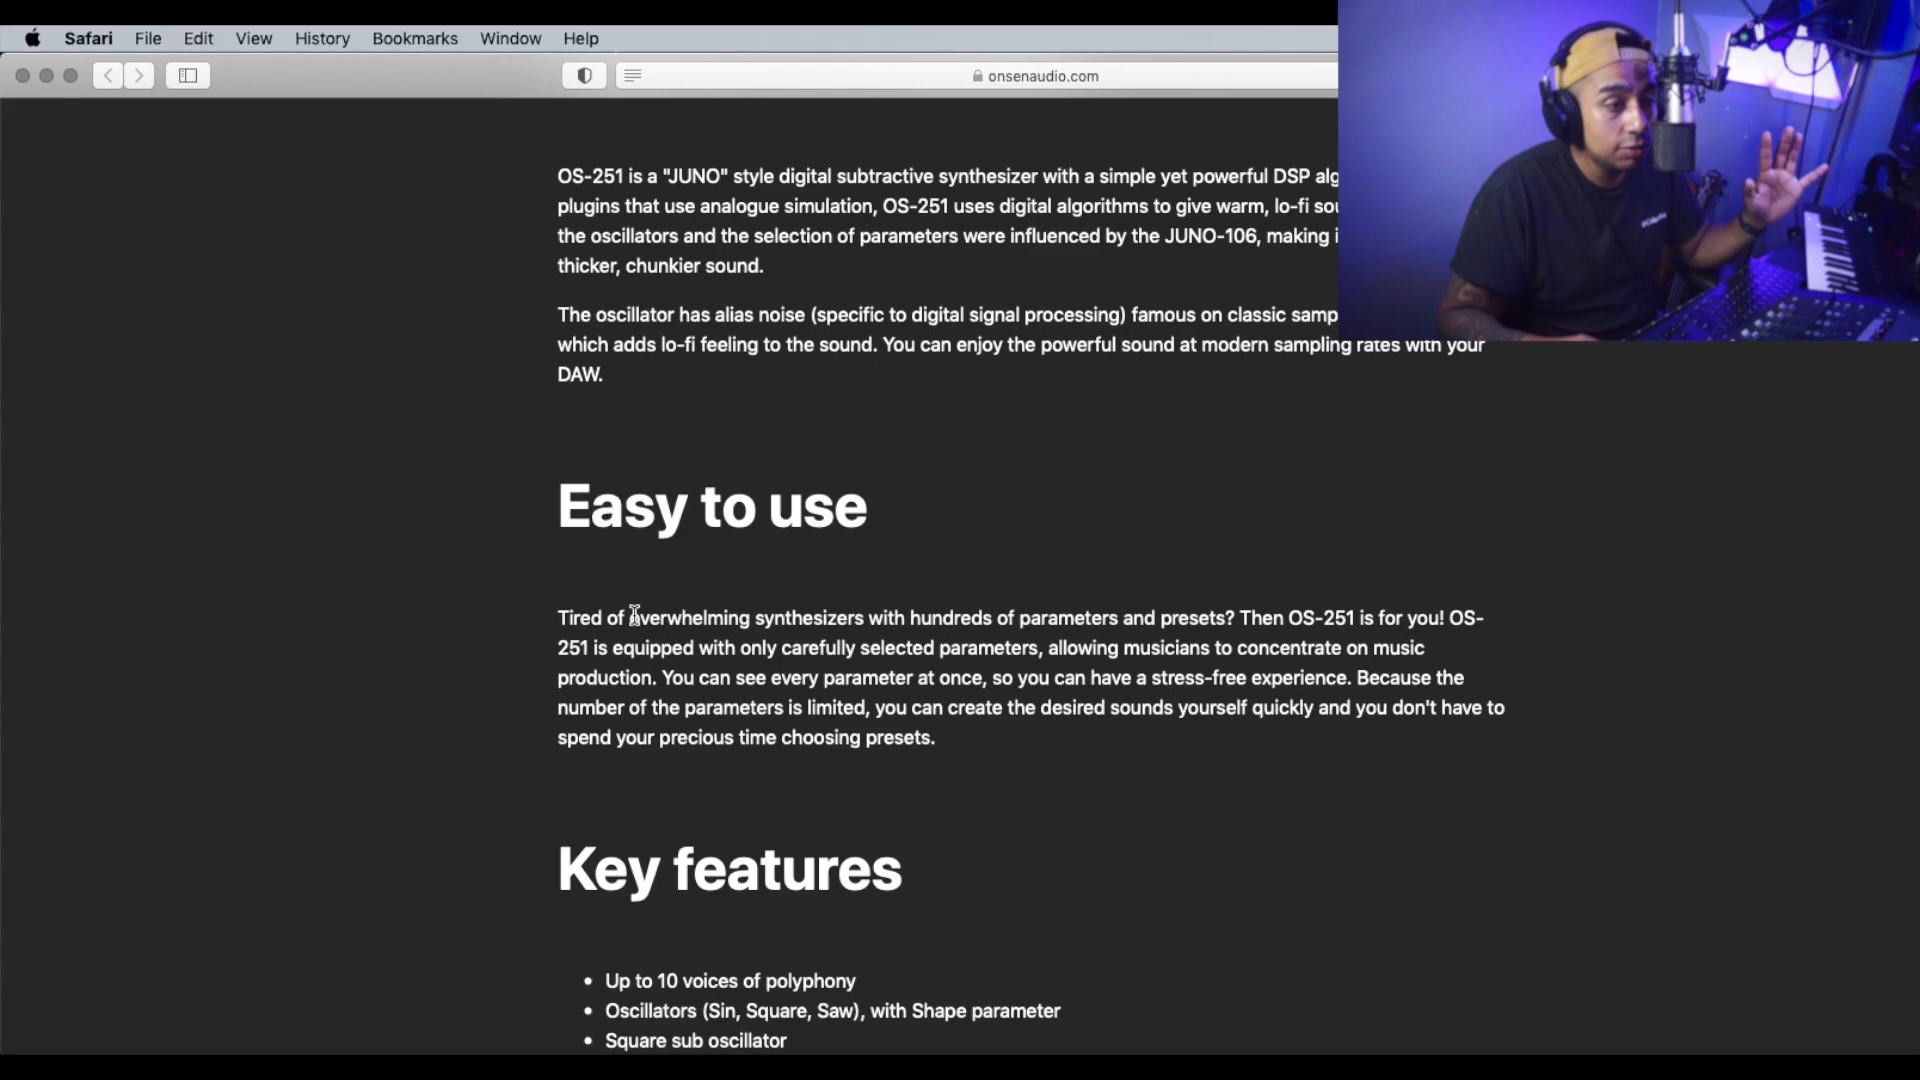 Safari File Edit View History Bookmarks Window Help
onsenaudio.com
OS-251 is a "JUNO" style digital subtractive synthesizer with a simple yet powerful DSP
plugins that use analogue simulation, OS-251 uses digital algorithms to give warm, lo-fi
the oscillators and the selection of parameters were influenced by the JUNO-106, making
thicker, chunkier sound.
The oscillator has alias noise (specific to digital signal processing) famous on classic
which adds lo-fi feeling to the sound. You can enjoy the powerful sound at modern sampling rates with your
DAW.
Easy to use
Tired of overwhelming synthesizers with hundreds of parameters and presets? Then OS-251 is for you! OS-
251 is equipped with only carefully selected parameters, allowing musicians to concentrate on music
production. You can see every parameter at once, so you can have a stress-free experience. Because the
number of the parameters is limited, you can create the desired sounds yourself quickly and you don't have to
spend your precious time choosing presets.
Key features
• Up to 10 voices of polyphony
• Oscillators (Sin, Square, Saw), with Shape parameter
• Square sub oscillator